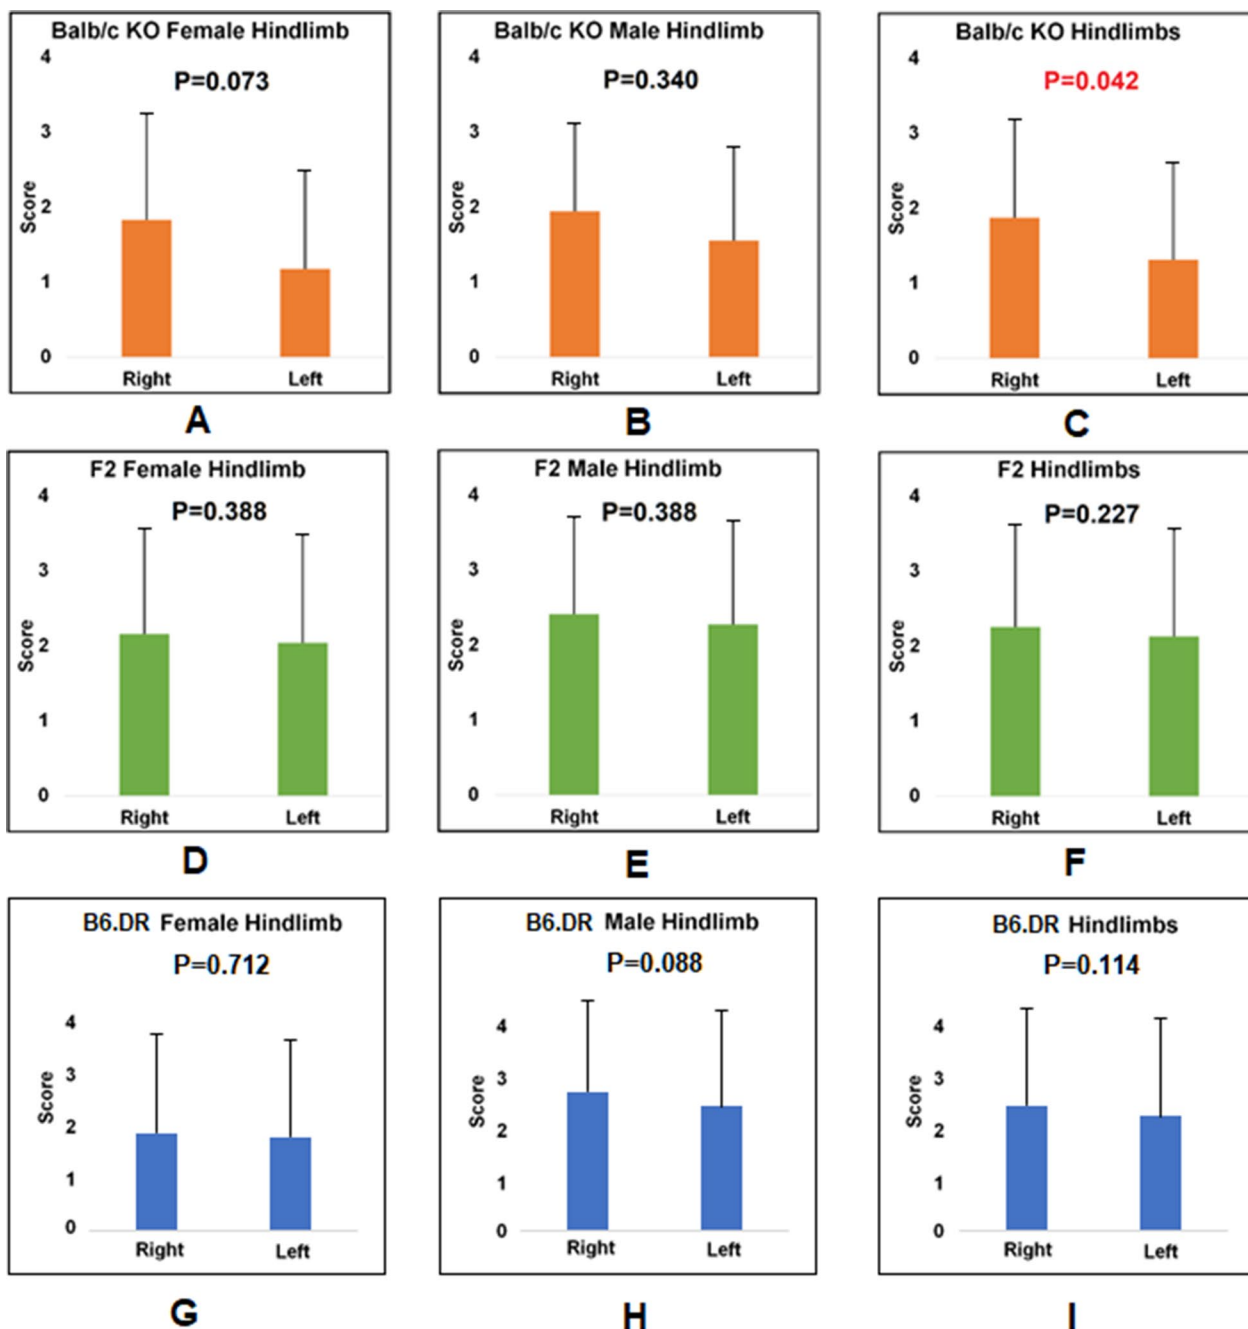 Balb/c KO Female Hindlimb
P=0.073
4
3
2
1
0
Score
Right Left
A
Balb/c KO Male Hindlimb
P=0.340
4
3
2
1
0
Score
Right Left
B
Balb/c KO Hindlimbs
P=0.042
4
3
2
1
0
Score
Right Left
C
F2 Female Hindlimb
P=0.388
4
3
2
1
0
Score
Right Left
D
F2 Male Hindlimb
P=0.388
4
3
2
1
0
Score
Right Left
E
F2 Hindlimbs
P=0.227
4
3
2
1
0
Score
Right Left
F
B6.DR Female Hindlimb
P=0.712
4
3
2
1
0
Score
Right Left
G
B6.DR Male Hindlimb
P=0.088
4
3
2
1
0
Score
Right Left
H
B6.DR Hindlimbs
P=0.114
4
3
2
1
0
Score
Right Left
I